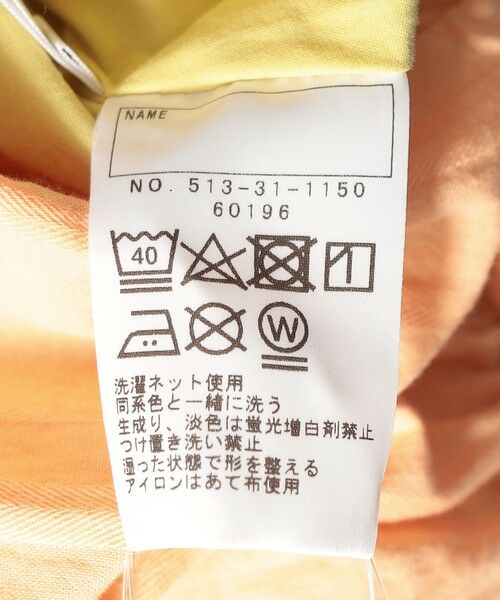 NAME
NO. 513-31-1150
60196
40
W
洗濯ネット使用
同系色と一緒に洗う
生成り、淡色は蛍光増白剤禁止
つけ置き洗い禁止
湿った状態で形を整える
アイロンはあて布使用